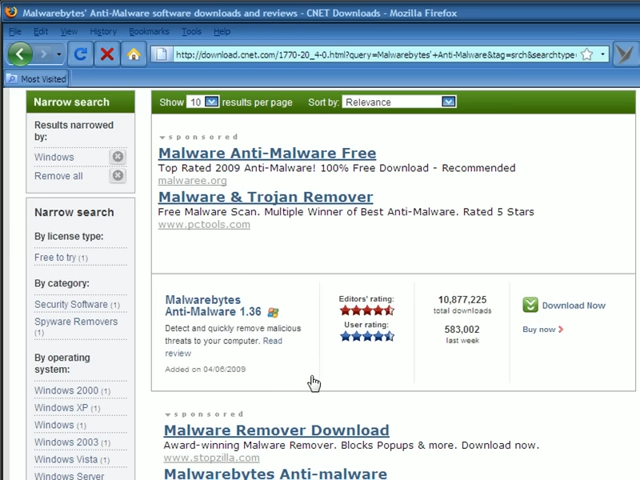 Malwarebytes' Anti-Malware software downloads and reviews - CNET Downloads - Mozilla Firefox
File Edit View History Bookmarks Tools Help
http://download.cnet.com/1770-20_4-0.html?query=Malwarebytes'+Anti-Malware&tag=srch&searchtype=
Most Visited
Narrow search
Show 10 results per page Sort by: Relevance
Results narrowed by:
Windows
Remove all
Narrow search
By license type:
Free to try (1)
By category:
Security Software (1)
Spyware Removers
(1)
By operating
system:
Windows 2000 (1)
Windows XP (1)
Windows (1)
Windows 2003 (1)
Windows Vista (1)
Windows Server
sponsored
Malware Anti-Malware Free
Top Rated 2009 Anti-Malware! 100% Free Download - Recommended
malwaree.org
Malware & Trojan Remover
Free Malware Scan. Multiple Winner of Best Anti-Malware. Rated 5 Stars
www.pctools.com
Malwarebytes
Anti-Malware 1.36
Detect and quickly remove malicious
threats to your computer. Read
review
Added on 04/06/2009
Editors' rating:
User rating:
10,877,225
total downloads
583,002
last week
Download Now
Buy now
sponsored
Malware Remover Download
Award-winning Malware Remover. Blocks Popups & more. Download now.
www.stopzilla.com
Malwarebytes Anti-malware